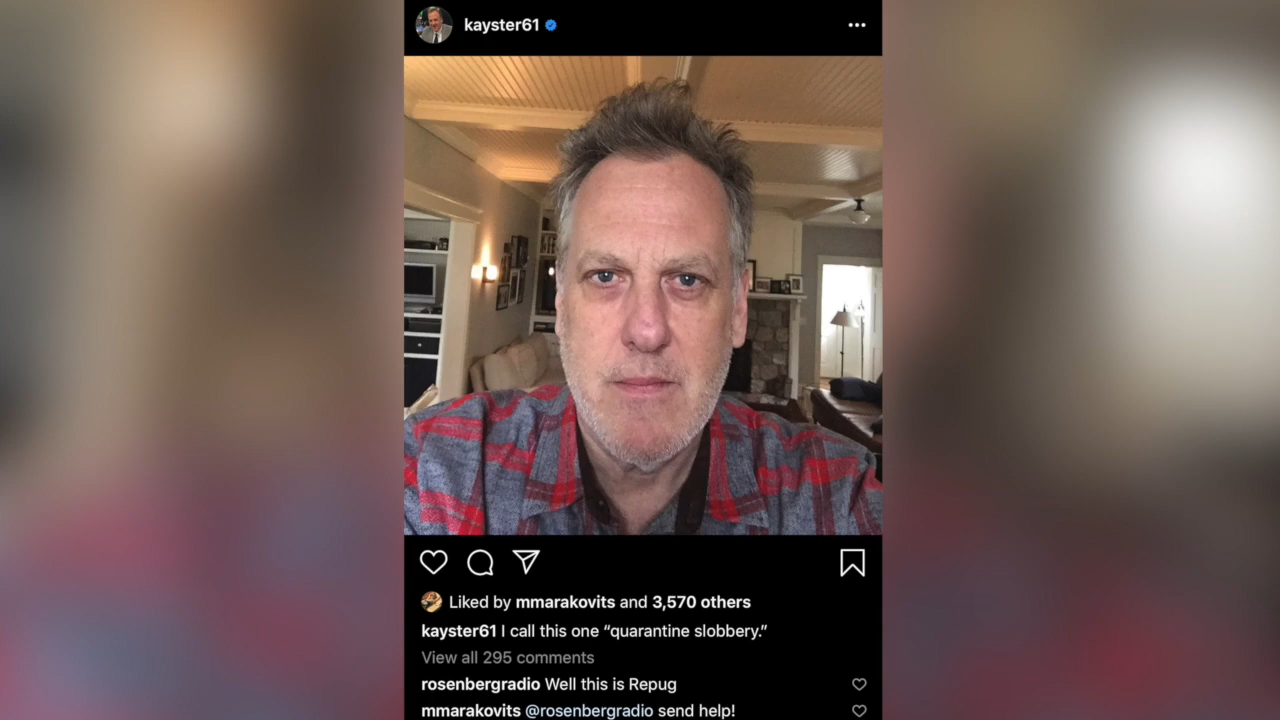 kayster61
Liked by mmarakovits and 3,570 others
kayster61 I call this one “quarantine slobbery.”
View all 295 comments
rosenbergradio Well this is Repug
mmarakovits @rosenbergradio send help!